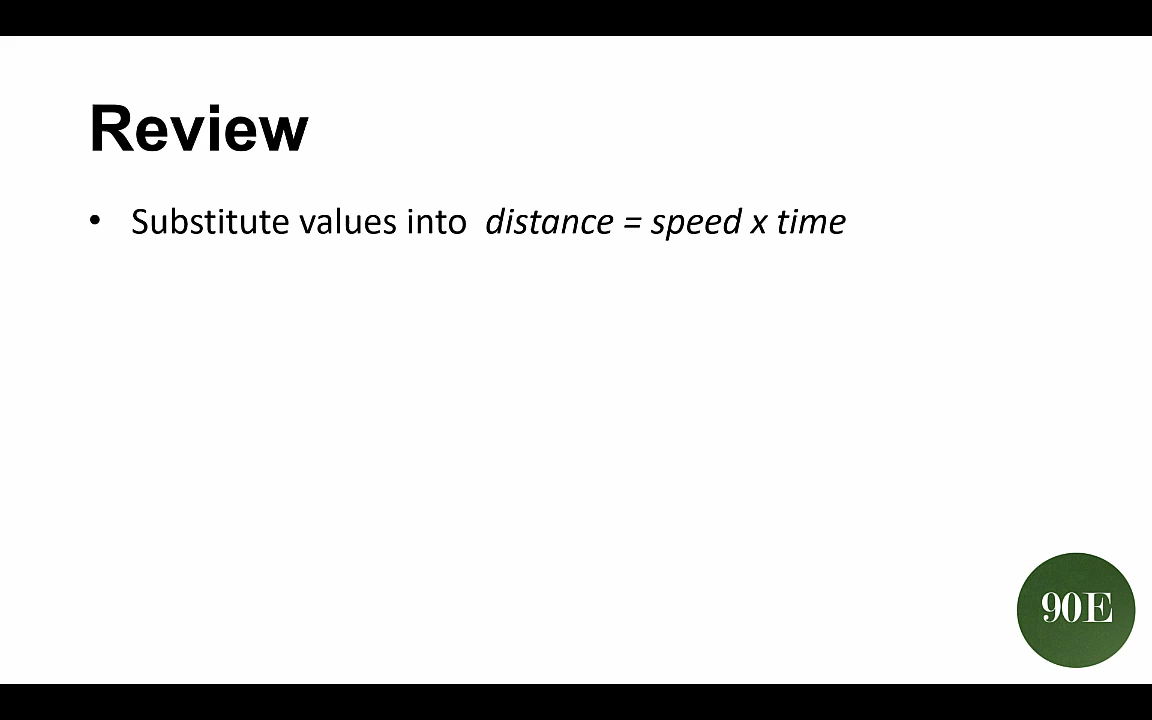 Review
• Substitute values into distance = speed x time
90E